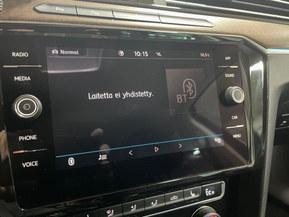 RADIO
Normal
10:15
SOUND
MEDIA
Laitetta ei yhdistetty.
BT
PHONE
CAR
VOICE
MENU